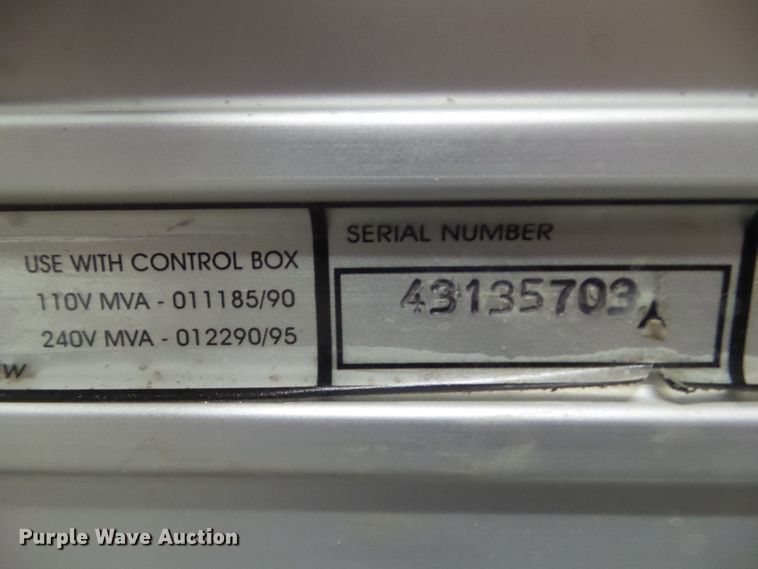 USE WITH CONTROL BOX
110V MVA - 011185/90
240V MVA - 012290/95
W
SERIAL NUMBER
43135703
Purple Wave Auction